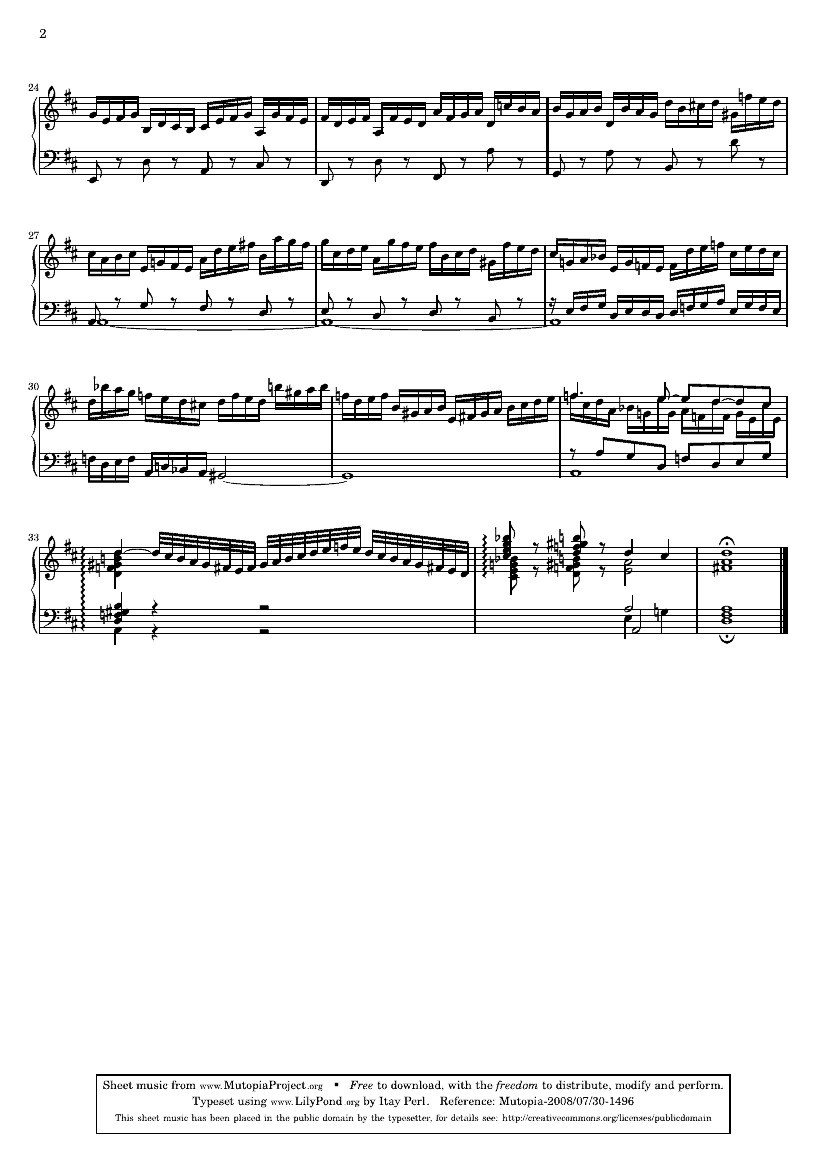 2
24
27
30
33
Sheet music from www.MutopiaProject.org ▪ Free to download, with the freedom to distribute, modify and perform.
Typeset using www.LilyPond.org by Itay Perl. Reference: Mutopia-2008/07/30-1496
This sheet music has been placed in the public domain by the typesetter, for details see: http://creativecommons.org/licenses/publicdomain